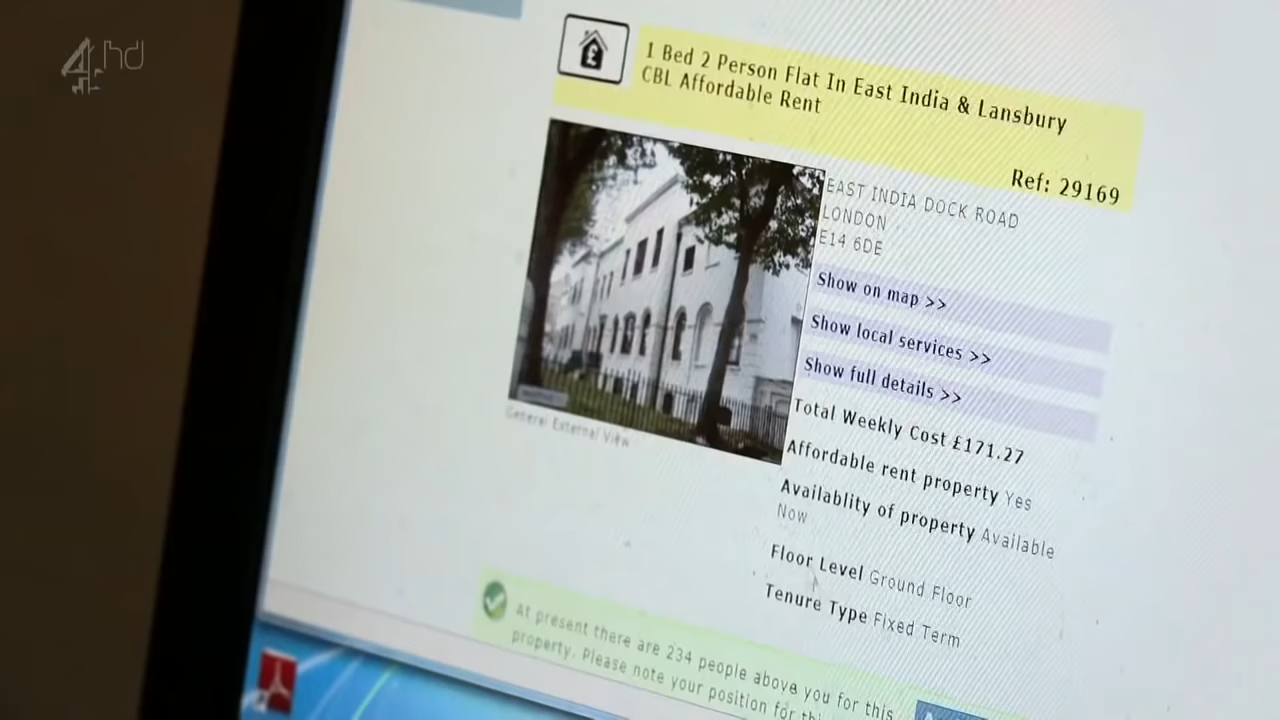 4 hd
1 Bed 2 Person Flat In East India & Lansbury
CBL Affordable Rent
Ref: 29169
EAST INDIA DOCK ROAD
LONDON
E14 6DE
Show on map >>
Show local services >>
Show full details >>
Total Weekly Cost £171.27
Affordable rent property Yes
Availablity of property Available
Now
Floor Level Ground Floor
Tenure Type Fixed Term
General External View
At present there are 234 people above you for this
property. Please note your position for